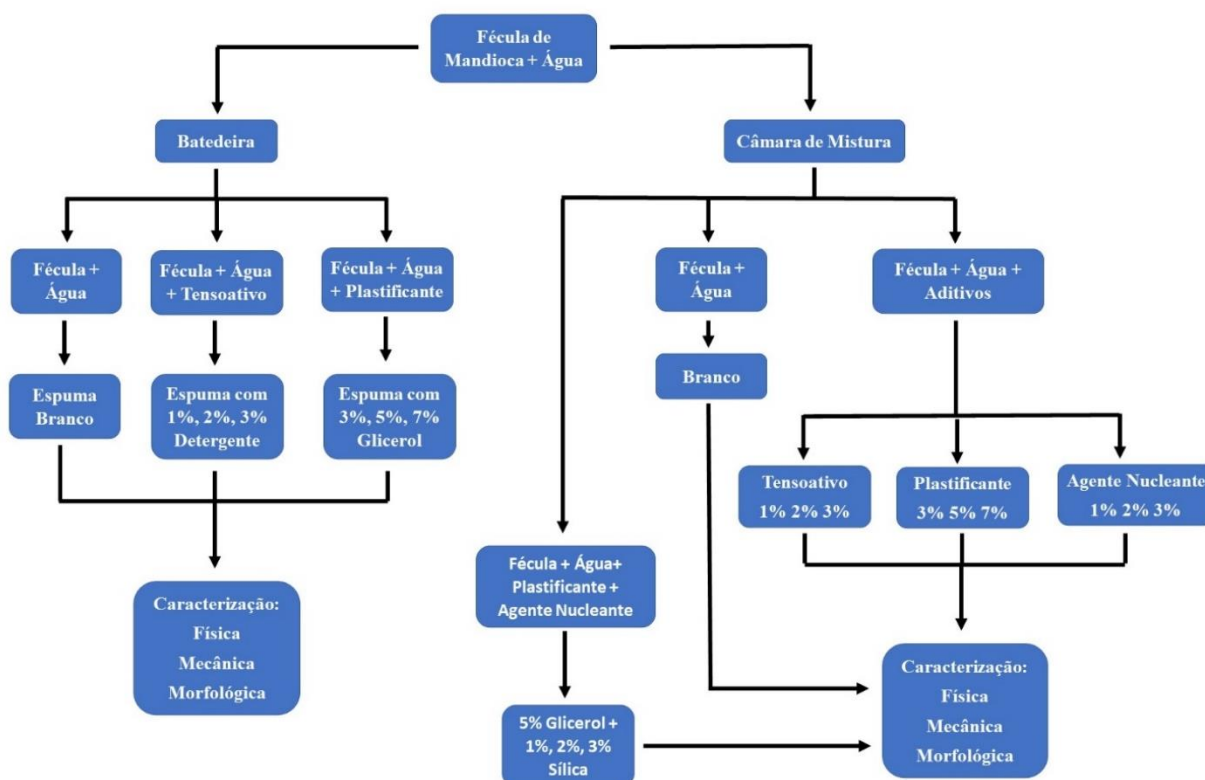 Fécula de
Mandioca + Água
Batedeira
Câmara de Mistura
Fécula +
Água
Fécula + Água
+ Tensoativo
Fécula + Água
+ Plastificante
Fécula +
Água
Fécula + Água +
Aditivos
Espuma
Branco
Espuma com
1%, 2%, 3%
Detergente
Espuma com
3%, 5%, 7%
Glicerol
Branco
Tensoativo
1% 2% 3%
Plastificante
3% 5% 7%
Agente Nucleante
1% 2% 3%
Fécula + Água+
Plastificante +
Agente Nucleante
Caracterização:
Física
Mecânica
Morfológica
Caracterização:
Física
Mecânica
Morfológica
5% Glicerol +
1%, 2%, 3%
Sílica